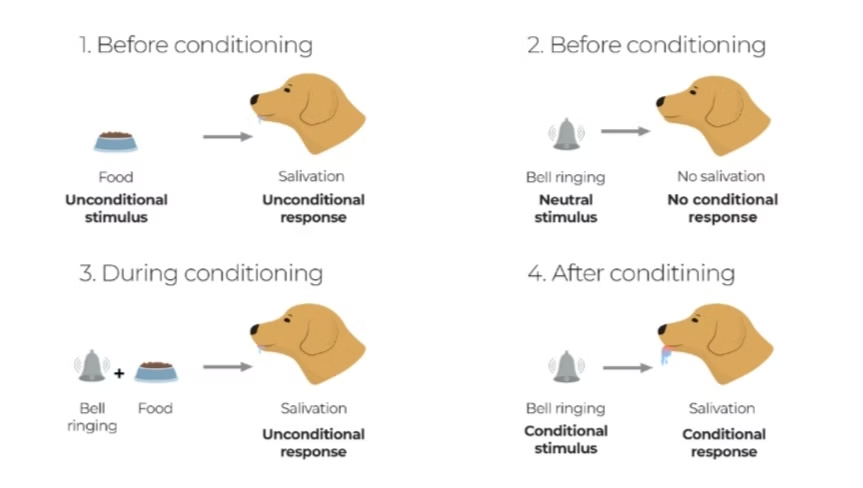 1. Before conditioning
Food
Unconditional
stimulus
Salivation
Unconditional
response
2. Before conditioning
Bell ringing
Neutral
stimulus
No salivation
No conditional
response
3. During conditioning
+
Bell
ringing
Food
Salivation
Unconditional
response
4. After conditining
Bell ringing
Conditional
stimulus
Salivation
Conditional
response